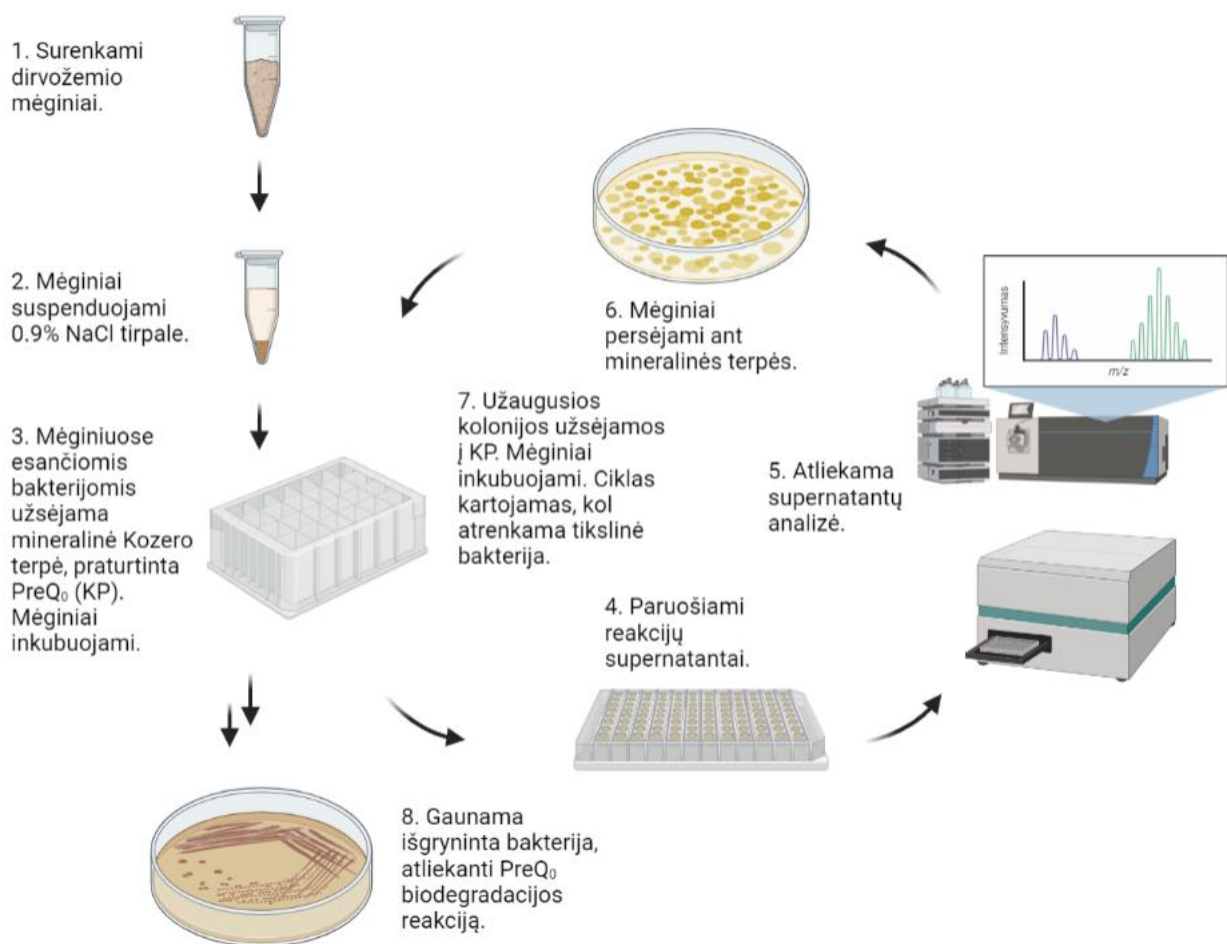 1. Surenkami
dirvožemio
mėginiai.
2. Mėginiai
suspenduojami
0.9% NaCl tirpale.
3. Mėginiuose
esančiomis
bakterijomis
užsėjama
mineralinė Kozero
terpė, praturtinta
PreQ₀ (KP).
Mėginiai
inkubuojami.
4. Paruošiami
reakcijų
supernatantai.
5. Atliekama
supernatantų
analizė.
Intensyvumas
m/z
6. Mėginiai
persėjami ant
mineralinės terpės.
7. Užaugusios
kolonijos užsėjamos
į KP. Mėginiai
inkubuojami. Ciklas
kartojamas, kol
atrenkama tikslinė
bakterija.
8. Gaunama
išgryninta bakterija,
atliekanti PreQ₀
biodegradacijos
reakciją.